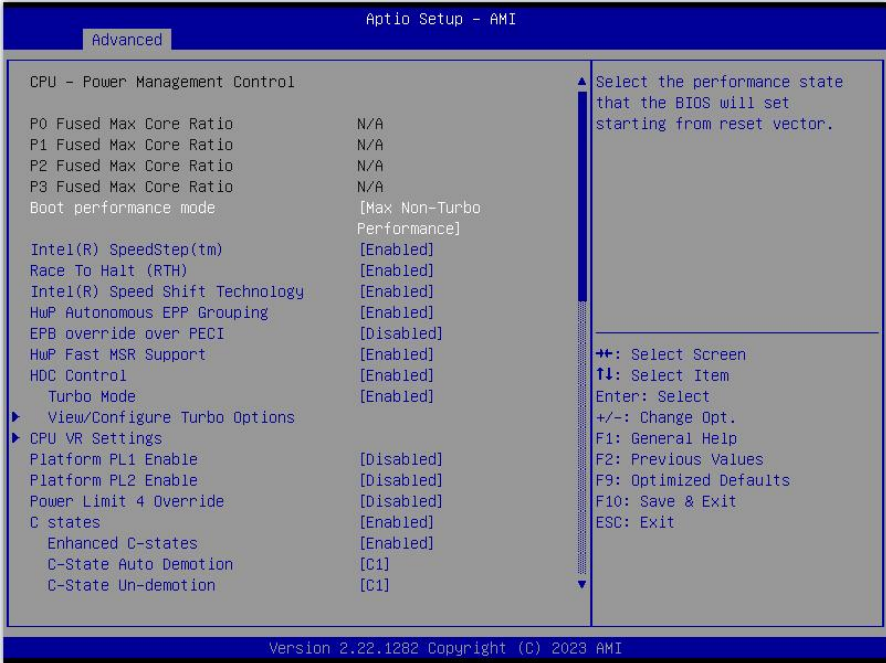 Aptio Setup – AMI
Advanced
CPU – Power Management Control
P0 Fused Max Core Ratio N/A
P1 Fused Max Core Ratio N/A
P2 Fused Max Core Ratio N/A
P3 Fused Max Core Ratio N/A
Boot performance mode [Max Non-Turbo
Performance]
Intel(R) SpeedStep(tm) [Enabled]
Race To Halt (RTH) [Enabled]
Intel(R) Speed Shift Technology [Enabled]
HwP Autonomous EPP Grouping [Enabled]
EPB override over PECI [Disabled]
HwP Fast MSR Support [Enabled]
HDC Control [Enabled]
Turbo Mode [Enabled]
View/Configure Turbo Options
CPU VR Settings
Platform PL1 Enable [Disabled]
Platform PL2 Enable [Disabled]
Power Limit 4 Override [Disabled]
C states [Enabled]
Enhanced C-states [Enabled]
C-State Auto Demotion [C1]
C-State Un-demotion [C1]
Select the performance state
that the BIOS will set
starting from reset vector.
→←: Select Screen
↑↓: Select Item
Enter: Select
+/-: Change Opt.
F1: General Help
F2: Previous Values
F9: Optimized Defaults
F10: Save & Exit
ESC: Exit
Version 2.22.1282 Copyright (C) 2023 AMI